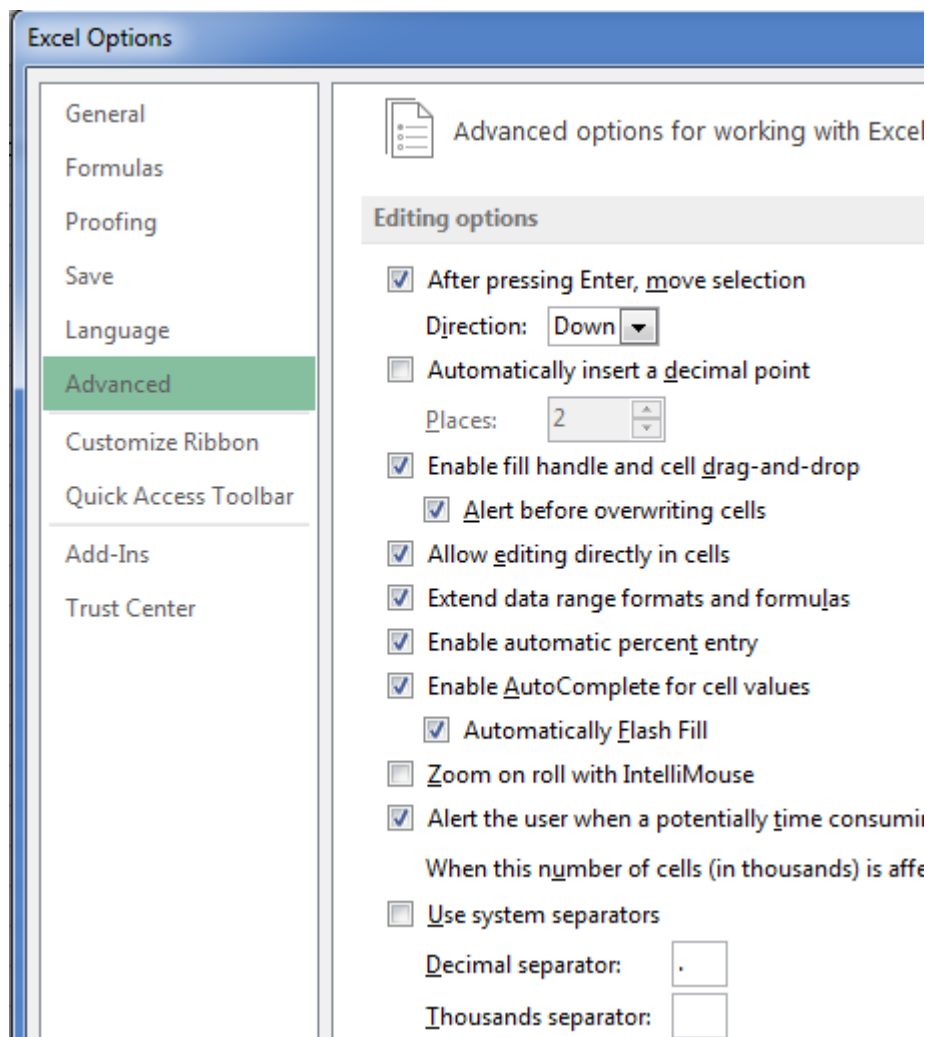 Excel Options
General
Formulas
Proofing
Save
Language
Advanced
Customize Ribbon
Quick Access Toolbar
Add-Ins
Trust Center
Advanced options for working with Excel
Editing options
After pressing Enter, move selection
Direction: Down
Automatically insert a decimal point
Places: 2
Enable fill handle and cell drag-and-drop
Alert before overwriting cells
Allow editing directly in cells
Extend data range formats and formulas
Enable automatic percent entry
Enable AutoComplete for cell values
Automatically Flash Fill
Zoom on roll with IntelliMouse
Alert the user when a potentially time consumi
When this number of cells (in thousands) is affe
Use system separators
Decimal separator: .
Thousands separator: